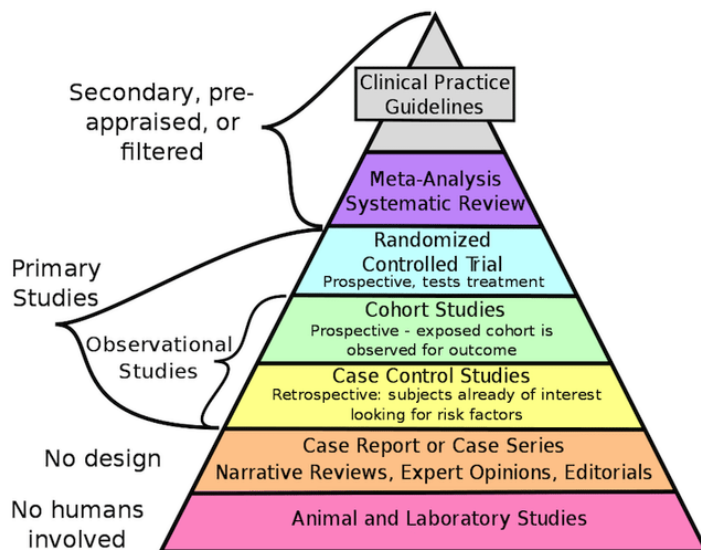 Clinical Practice
Guidelines
Secondary, pre-
appraised, or
filtered
Meta-Analysis
Systematic Review
Randomized
Controlled Trial
Prospective, tests treatment
Primary
Studies
Cohort Studies
Prospective - exposed cohort is
observed for outcome
Observational
Studies
Case Control Studies
Retrospective: subjects already of interest
looking for risk factors
No design
Case Report or Case Series
Narrative Reviews, Expert Opinions, Editorials
No humans
involved
Animal and Laboratory Studies